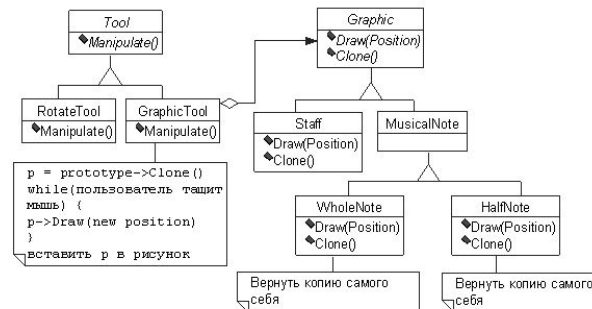 Tool
Manipulate()
Graphic
Draw(Position)
Clone()
RotateTool
Manipulate()
GraphicTool
Manipulate()
Staff
Draw(Position)
Clone()
MusicalNote
p = prototype->Clone()
while(пользователь тащит
мышь) {
p->Draw(new position)
}
вставить p в рисунок
WholeNote
Draw(Position)
Clone()
HalfNote
Draw(Position)
Clone()
Вернуть копию самого
себя
Вернуть копию самого
себя